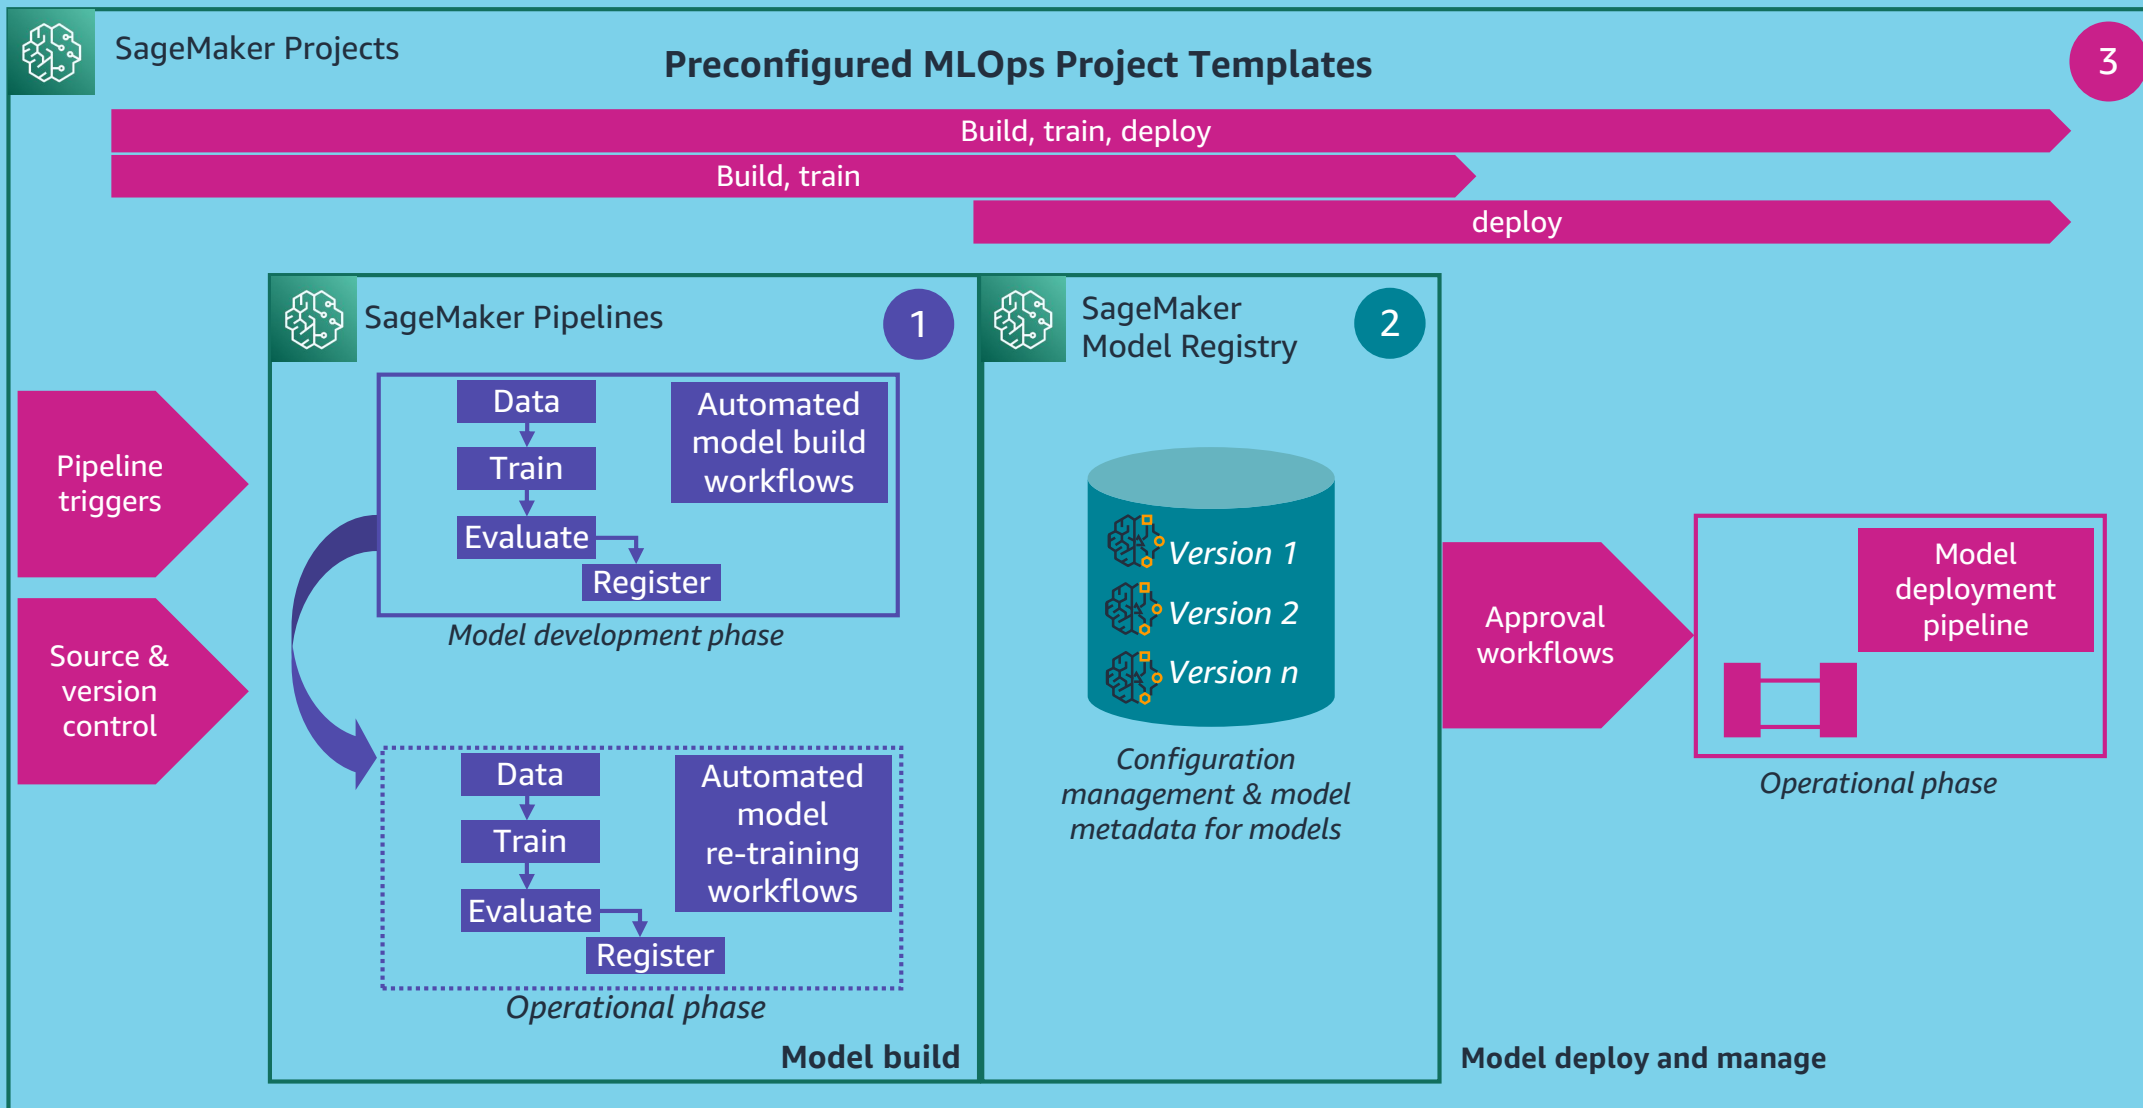 SageMaker Projects
Preconfigured MLOps Project Templates
3
Build, train, deploy
Build, train
deploy
Pipeline
triggers
Source &
version
control
SageMaker Pipelines
1
Data
Train
Evaluate
Register
Automated
model build
workflows
Model development phase
Data
Train
Evaluate
Register
Automated
model
re-training
workflows
Operational phase
Model build
SageMaker
Model Registry
2
Version 1
Version 2
Version n
Configuration
management & model
metadata for models
Approval
workflows
Model
deployment
pipeline
Operational phase
Model deploy and manage